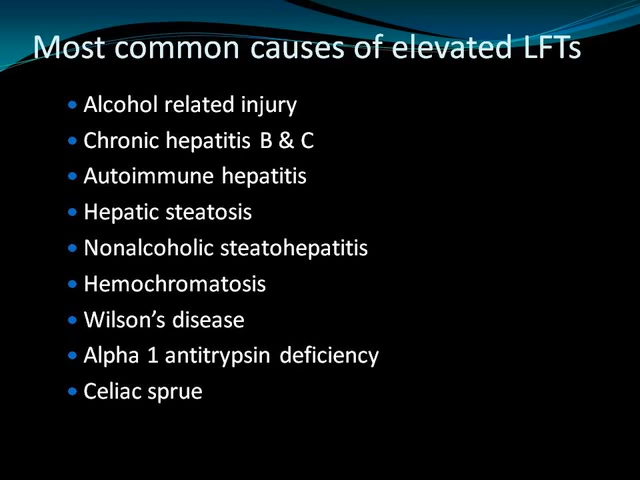 Most common causes of elevated LFTs
• Alcohol related injury
• Chronic hepatitis B & C
• Autoimmune hepatitis
• Hepatic steatosis
• Nonalcoholic steatohepatitis
• Hemochromatosis
• Wilson’s disease
• Alpha 1 antitrypsin deficiency
• Celiac sprue